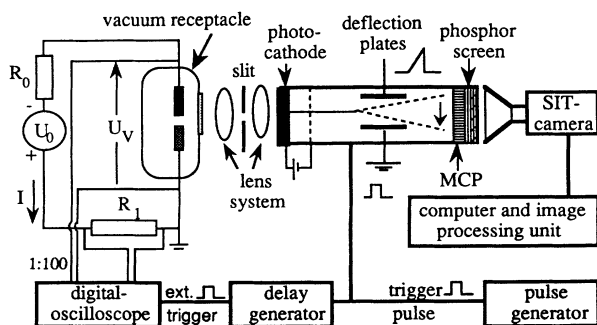 vacuum receptacle
photo-
cathode
deflection
plates
phosphor
screen
slit
R0
-
U0
+
UV
I
R1
1:100
lens
system
MCP
SIT-
camera
computer and image
processing unit
digital-
oscilloscope
ext.
trigger
delay
generator
trigger
pulse
pulse
generator